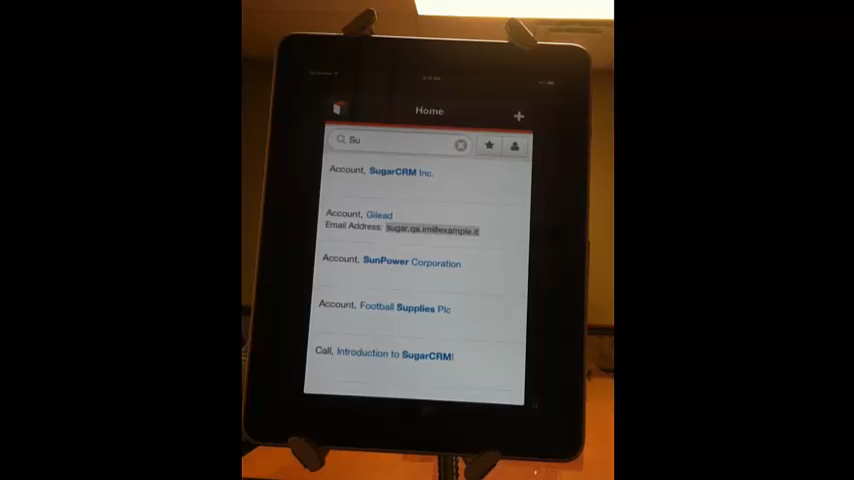 Home
+
Su
Account, SugarCRM Inc.
Account, Gilead
Email Address: sugar.qa.im@example.it
Account, SunPower Corporation
Account, Football Supplies Plc
Call, Introduction to SugarCRM!